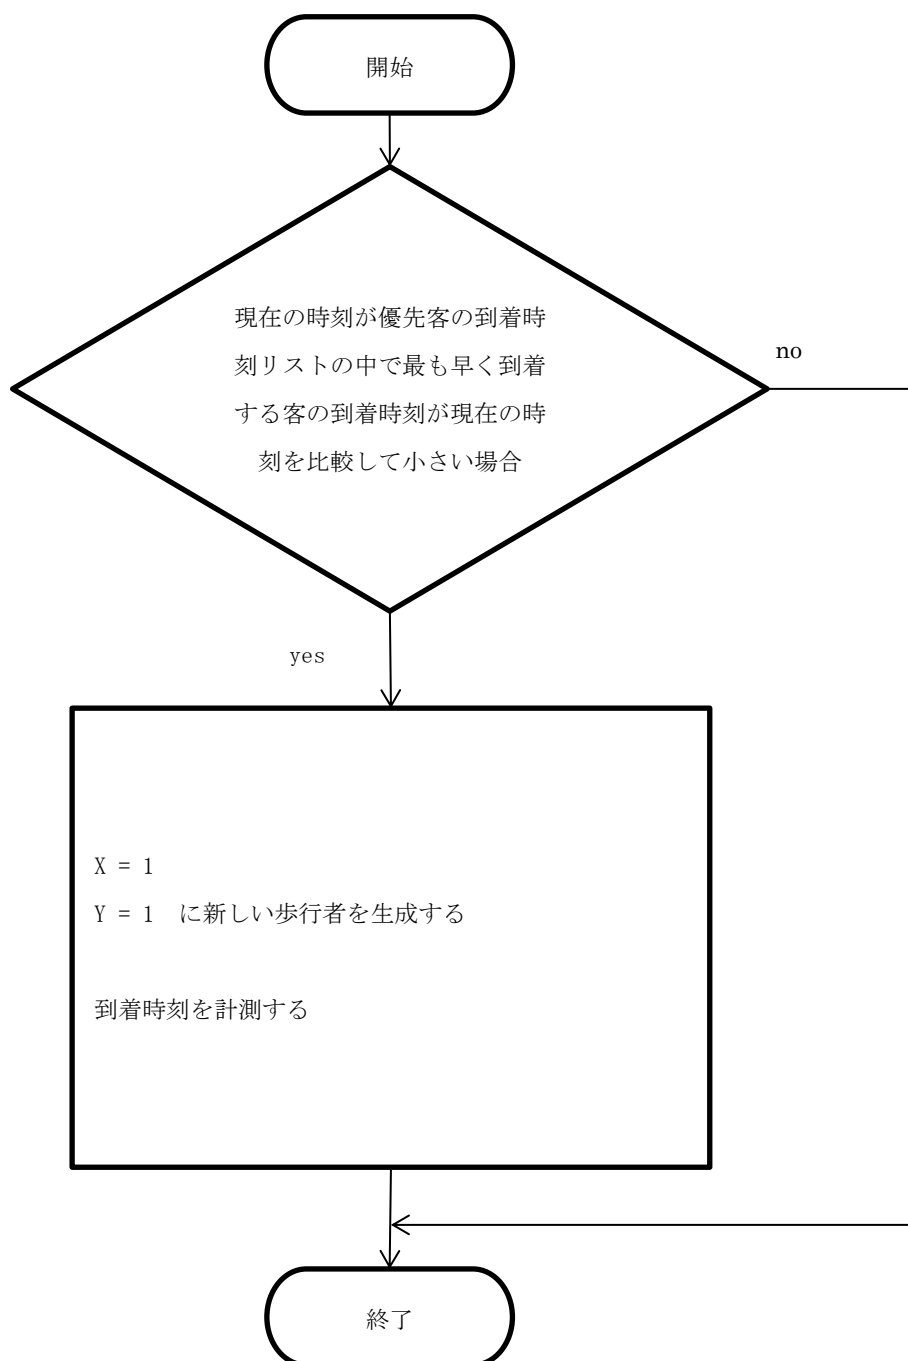 開始
現在の時刻が優先客の到着時
刻リストの中で最も早く到着
する客の到着時刻が現在の時
刻を比較して小さい場合
no
yes
X = 1
Y = 1　に新しい歩行者を生成する
到着時刻を計測する
終了